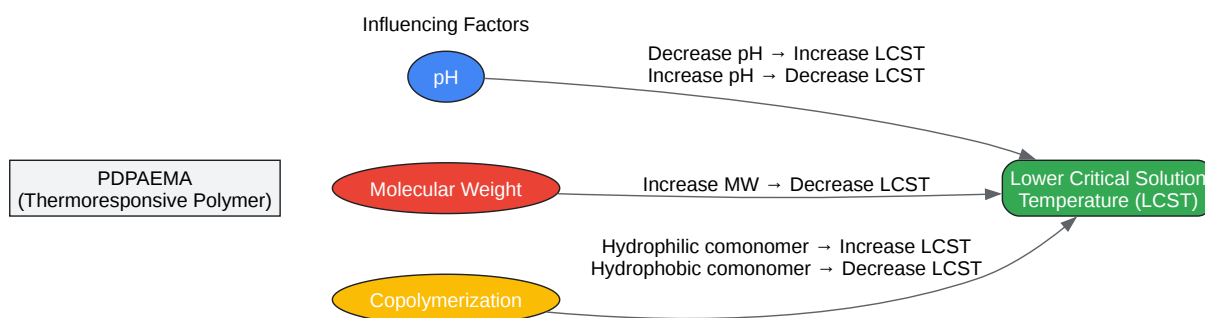 Influencing Factors
pH
Decrease pH → Increase LCST
Increase pH → Decrease LCST
PDPAEMA
(Thermoresponsive Polymer)
Molecular Weight
Increase MW → Decrease LCST
Lower Critical Solution
Temperature (LCST)
Hydrophilic comonomer → Increase LCST
Hydrophobic comonomer → Decrease LCST
Copolymerization